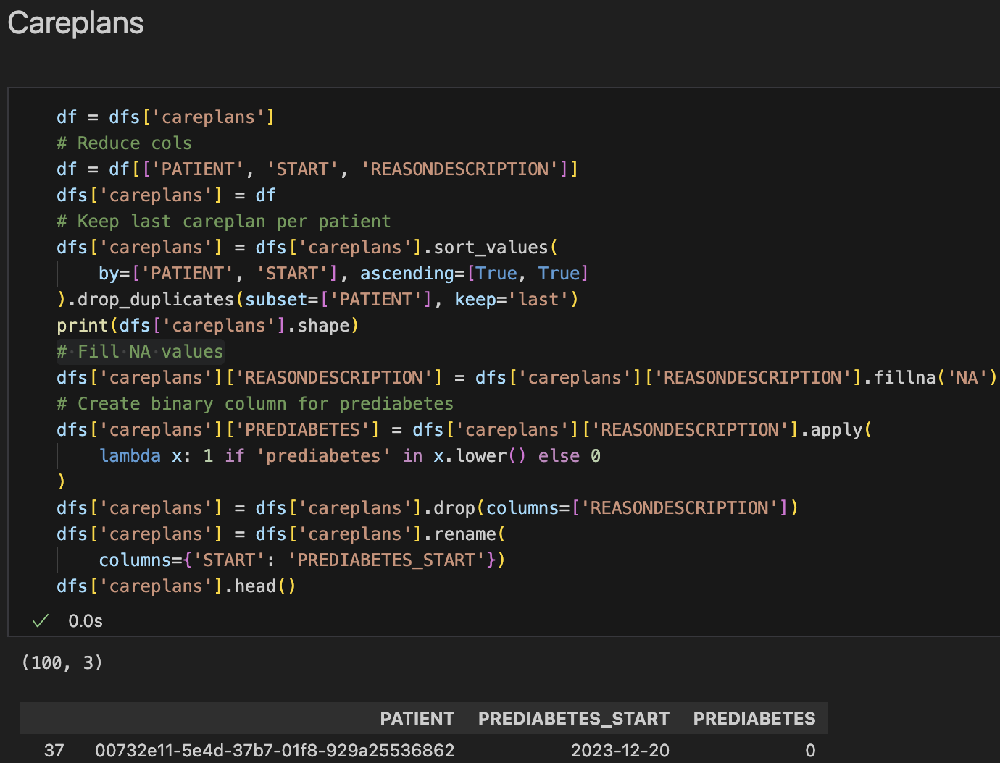 Careplans
df = dfs['careplans']
# Reduce cols
df = df[['PATIENT', 'START', 'REASONDESCRIPTION']]
dfs['careplans'] = df
# Keep last careplan per patient
dfs['careplans'] = dfs['careplans'].sort_values(
    by=['PATIENT', 'START'], ascending=[True, True]
).drop_duplicates(subset=['PATIENT'], keep='last')
print(dfs['careplans'].shape)
# Fill NA values
dfs['careplans']['REASONDESCRIPTION'] = dfs['careplans']['REASONDESCRIPTION'].fillna('NA')
# Create binary column for prediabetes
dfs['careplans']['PREDIABETES'] = dfs['careplans']['REASONDESCRIPTION'].apply(
    lambda x: 1 if 'prediabetes' in x.lower() else 0
)
dfs['careplans'] = dfs['careplans'].drop(columns=['REASONDESCRIPTION'])
dfs['careplans'] = dfs['careplans'].rename(
    columns={'START': 'PREDIABETES_START'})
dfs['careplans'].head()
0.0s
(100, 3)
PATIENT PREDIABETES_START PREDIABETES
37 00732e11-5e4d-37b7-01f8-929a25536862 2023-12-20 0